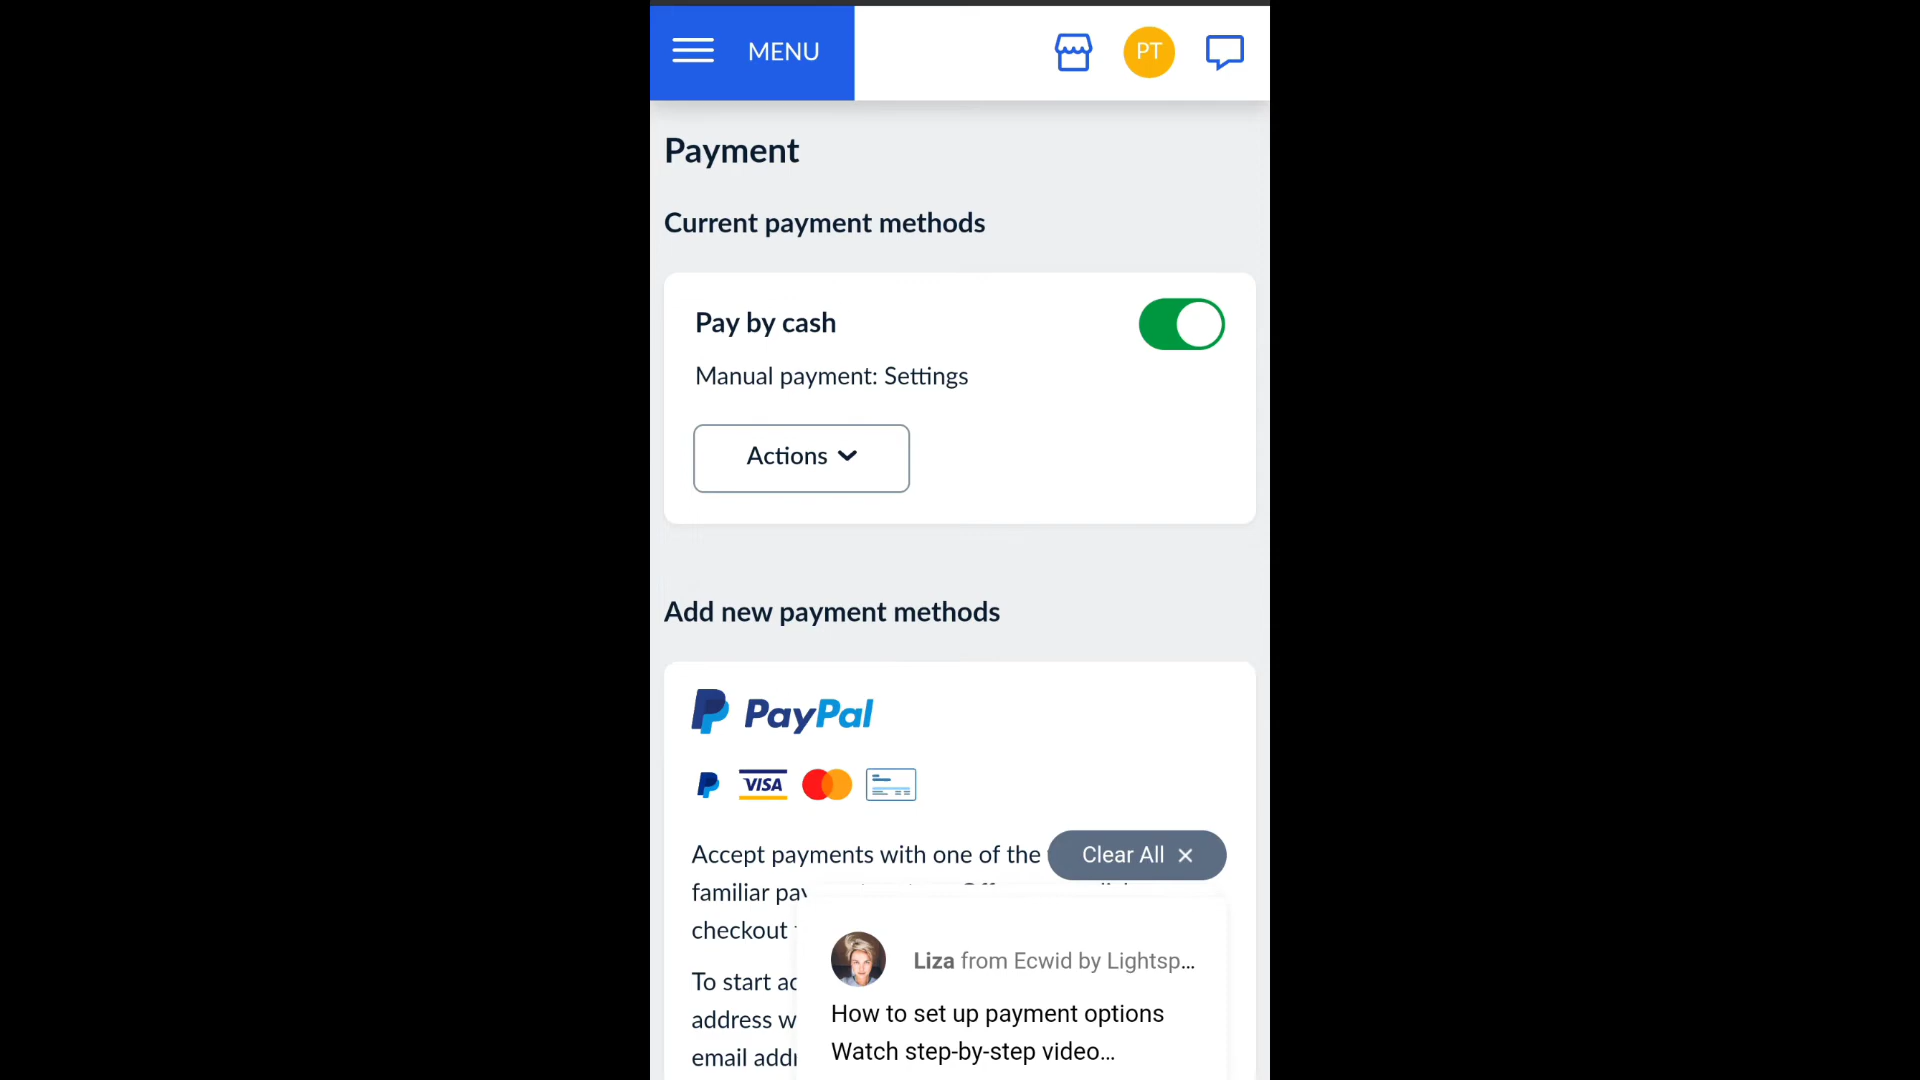 MENU
PT
Payment
Current payment methods
Pay by cash
Manual payment: Settings
Actions
Add new payment methods
PayPal
VISA
Accept payments with one of the
Clear All
familiar
checkout
Liza from Ecwid by Lightsp...
To start
How to set up payment options
address
Watch step-by-step video...
email